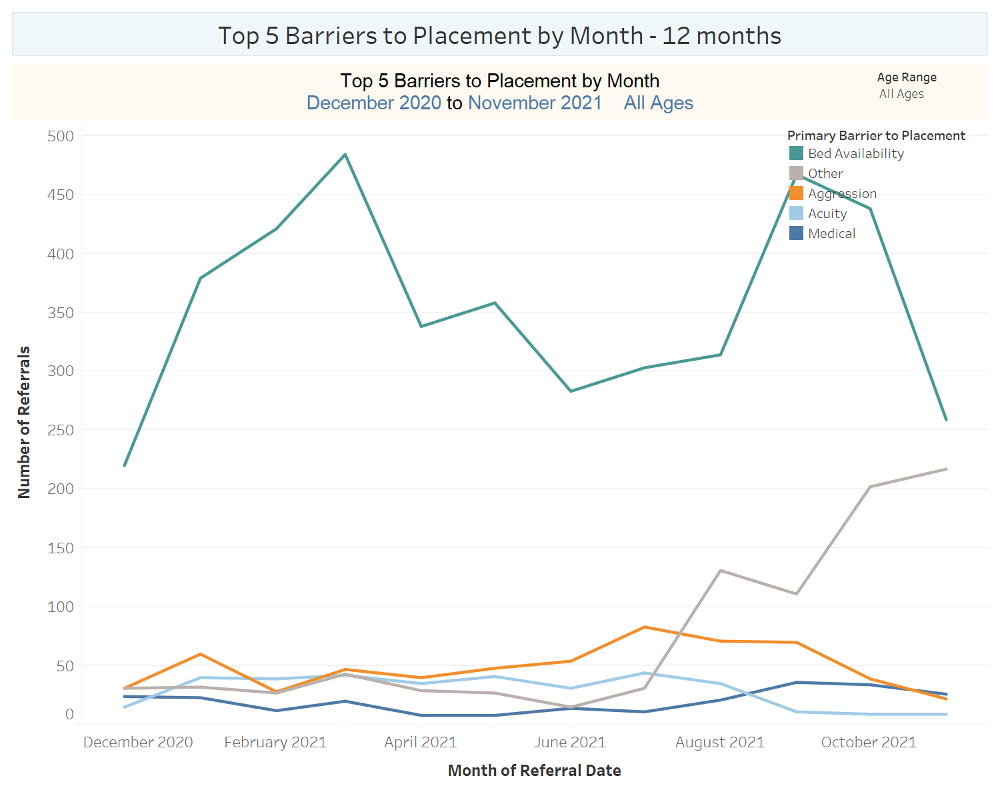 Top 5 Barriers to Placement by Month - 12 months
Top 5 Barriers to Placement by Month
December 2020 to November 2021 All Ages
Age Range
All Ages
Primary Barrier to Placement
Bed Availability
Other
Aggression
Acuity
Medical
Number of Referrals
500
450
400
350
300
250
200
150
100
50
0
December 2020 February 2021 April 2021 June 2021 August 2021 October 2021
Month of Referral Date